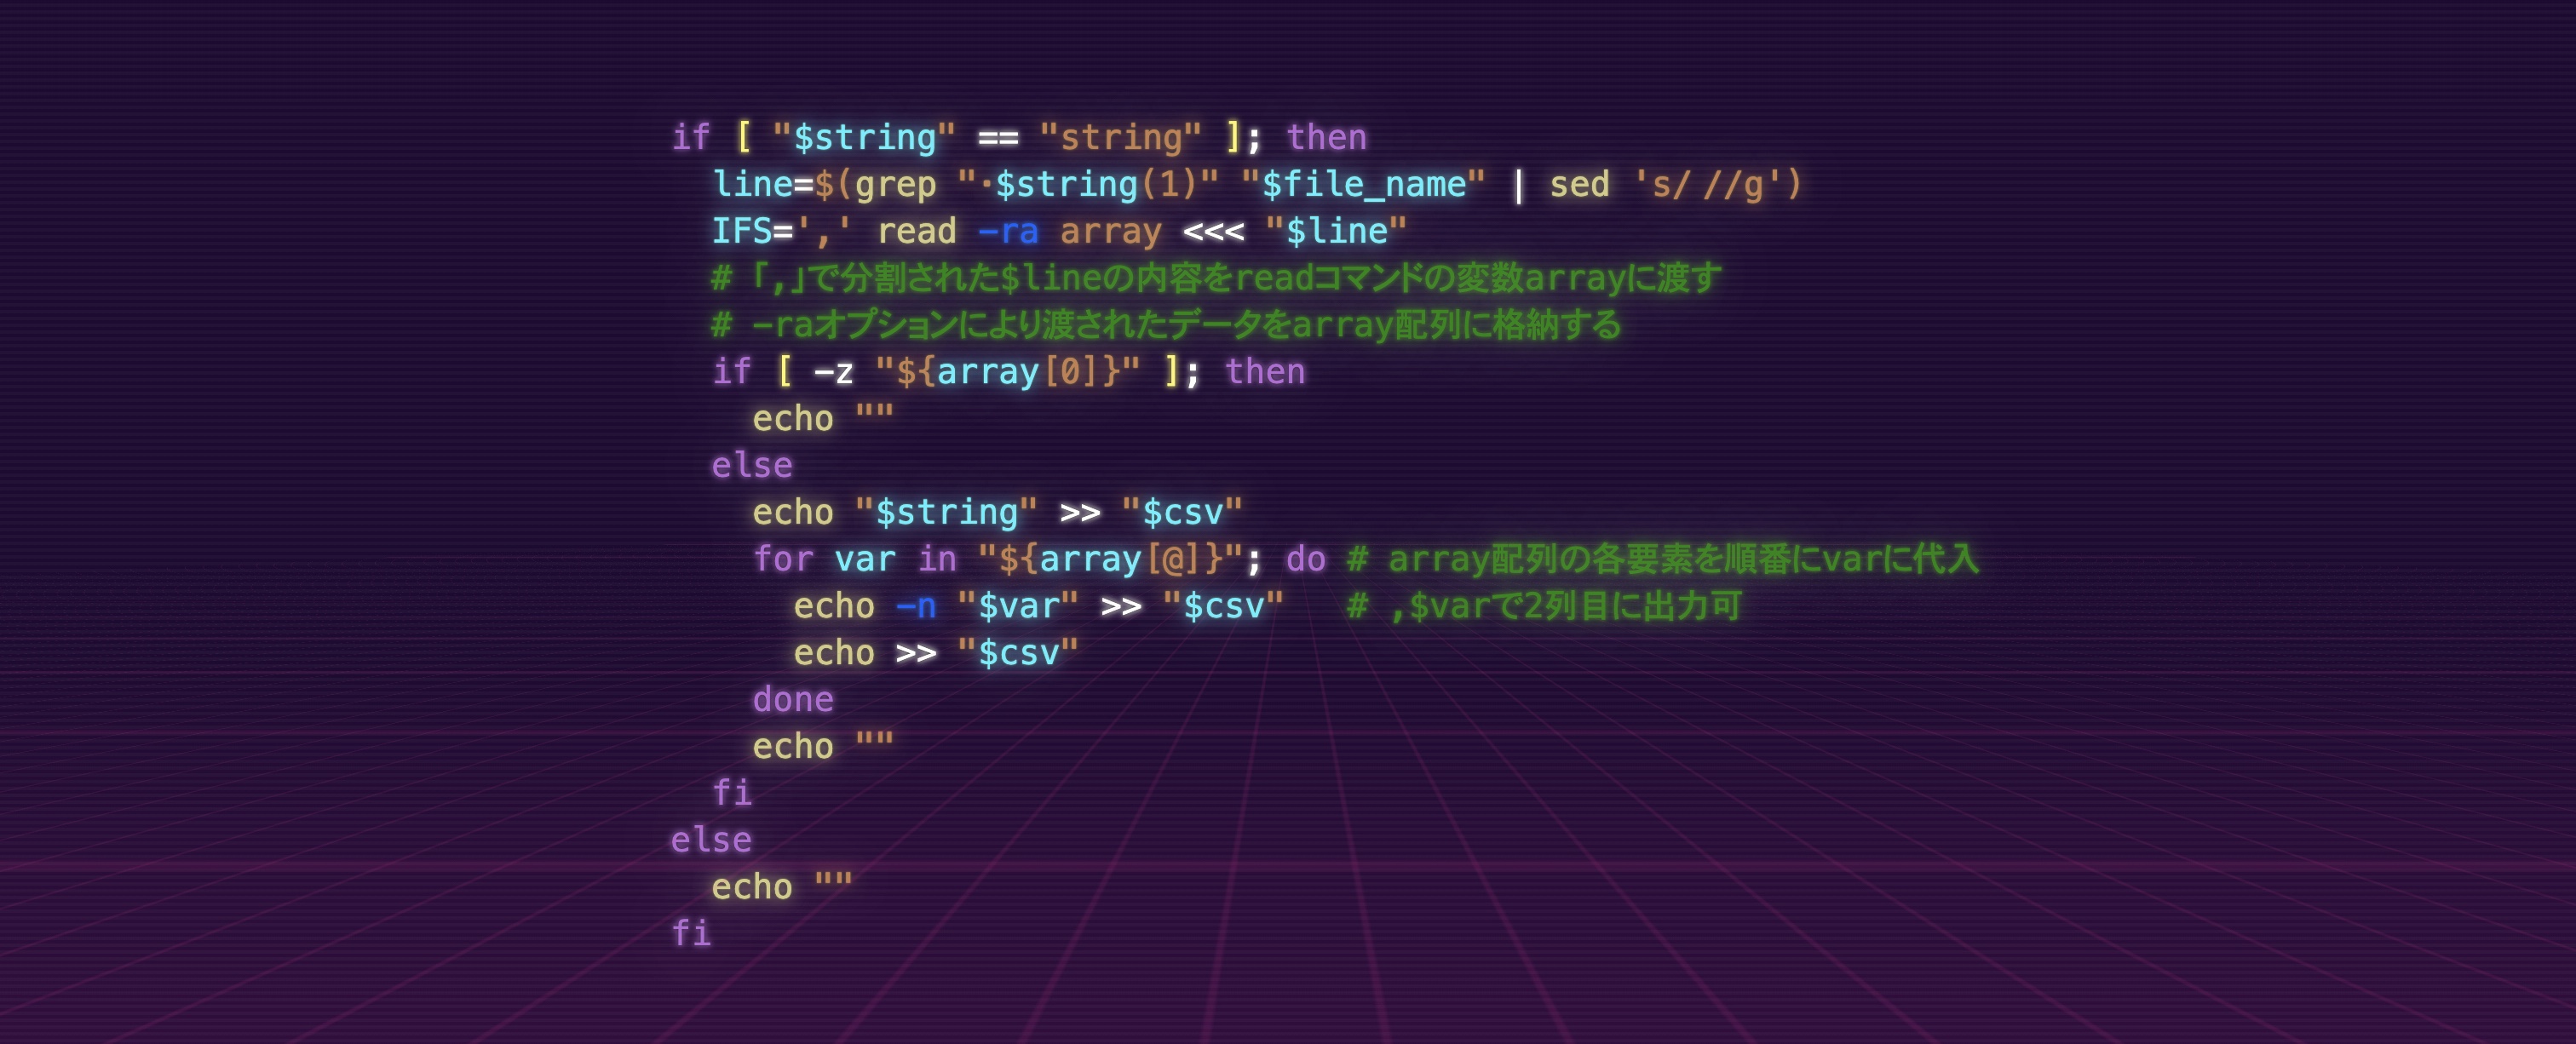 if [ "$string" == "string" ]; then
  line=$(grep "·$string(1)" "$file_name" | sed 's/ //g')
  IFS=',' read -ra array <<< "$line"
  # 「,」で分割された$lineの内容をreadコマンドの変数arrayに渡す
  # -raオプションにより渡されたデータをarray配列に格納する
  if [ -z "${array[0]}" ]; then
    echo ""
  else
    echo "$string" >> "$csv"
    for var in "${array[@]}"; do # array配列の各要素を順番にvarに代入
      echo -n "$var" >> "$csv"   # ,$varで2列目に出力可
      echo >> "$csv"
    done
    echo ""
  fi
else
  echo ""
fi